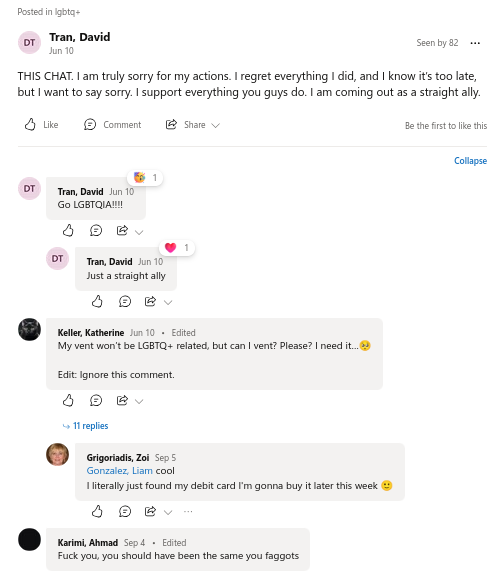 Posted in lgbtq+
DT
Tran, David
Jun 10
Seen by 82
THIS CHAT. I am truly sorry for my actions. I regret everything I did, and I know it's too late,
but I want to say sorry. I support everything you guys do. I am coming out as a straight ally.
Like
Comment
Share
Be the first to like this
Collapse
DT
Tran, David Jun 10
1
Go LGBTQIA!!!!
DT
Tran, David Jun 10
1
Just a straight ally
Keller, Katherine Jun 10 • Edited
My vent won't be LGBTQ+ related, but can I vent? Please? I need it...🥺
Edit: Ignore this comment.
11 replies
Grigoriadis, Zoi Sep 5
Gonzalez, Liam cool
I literally just found my debit card I'm gonna buy it later this week 🙂
Karimi, Ahmad Sep 4 • Edited
Fuck you, you should have been the same you faggots